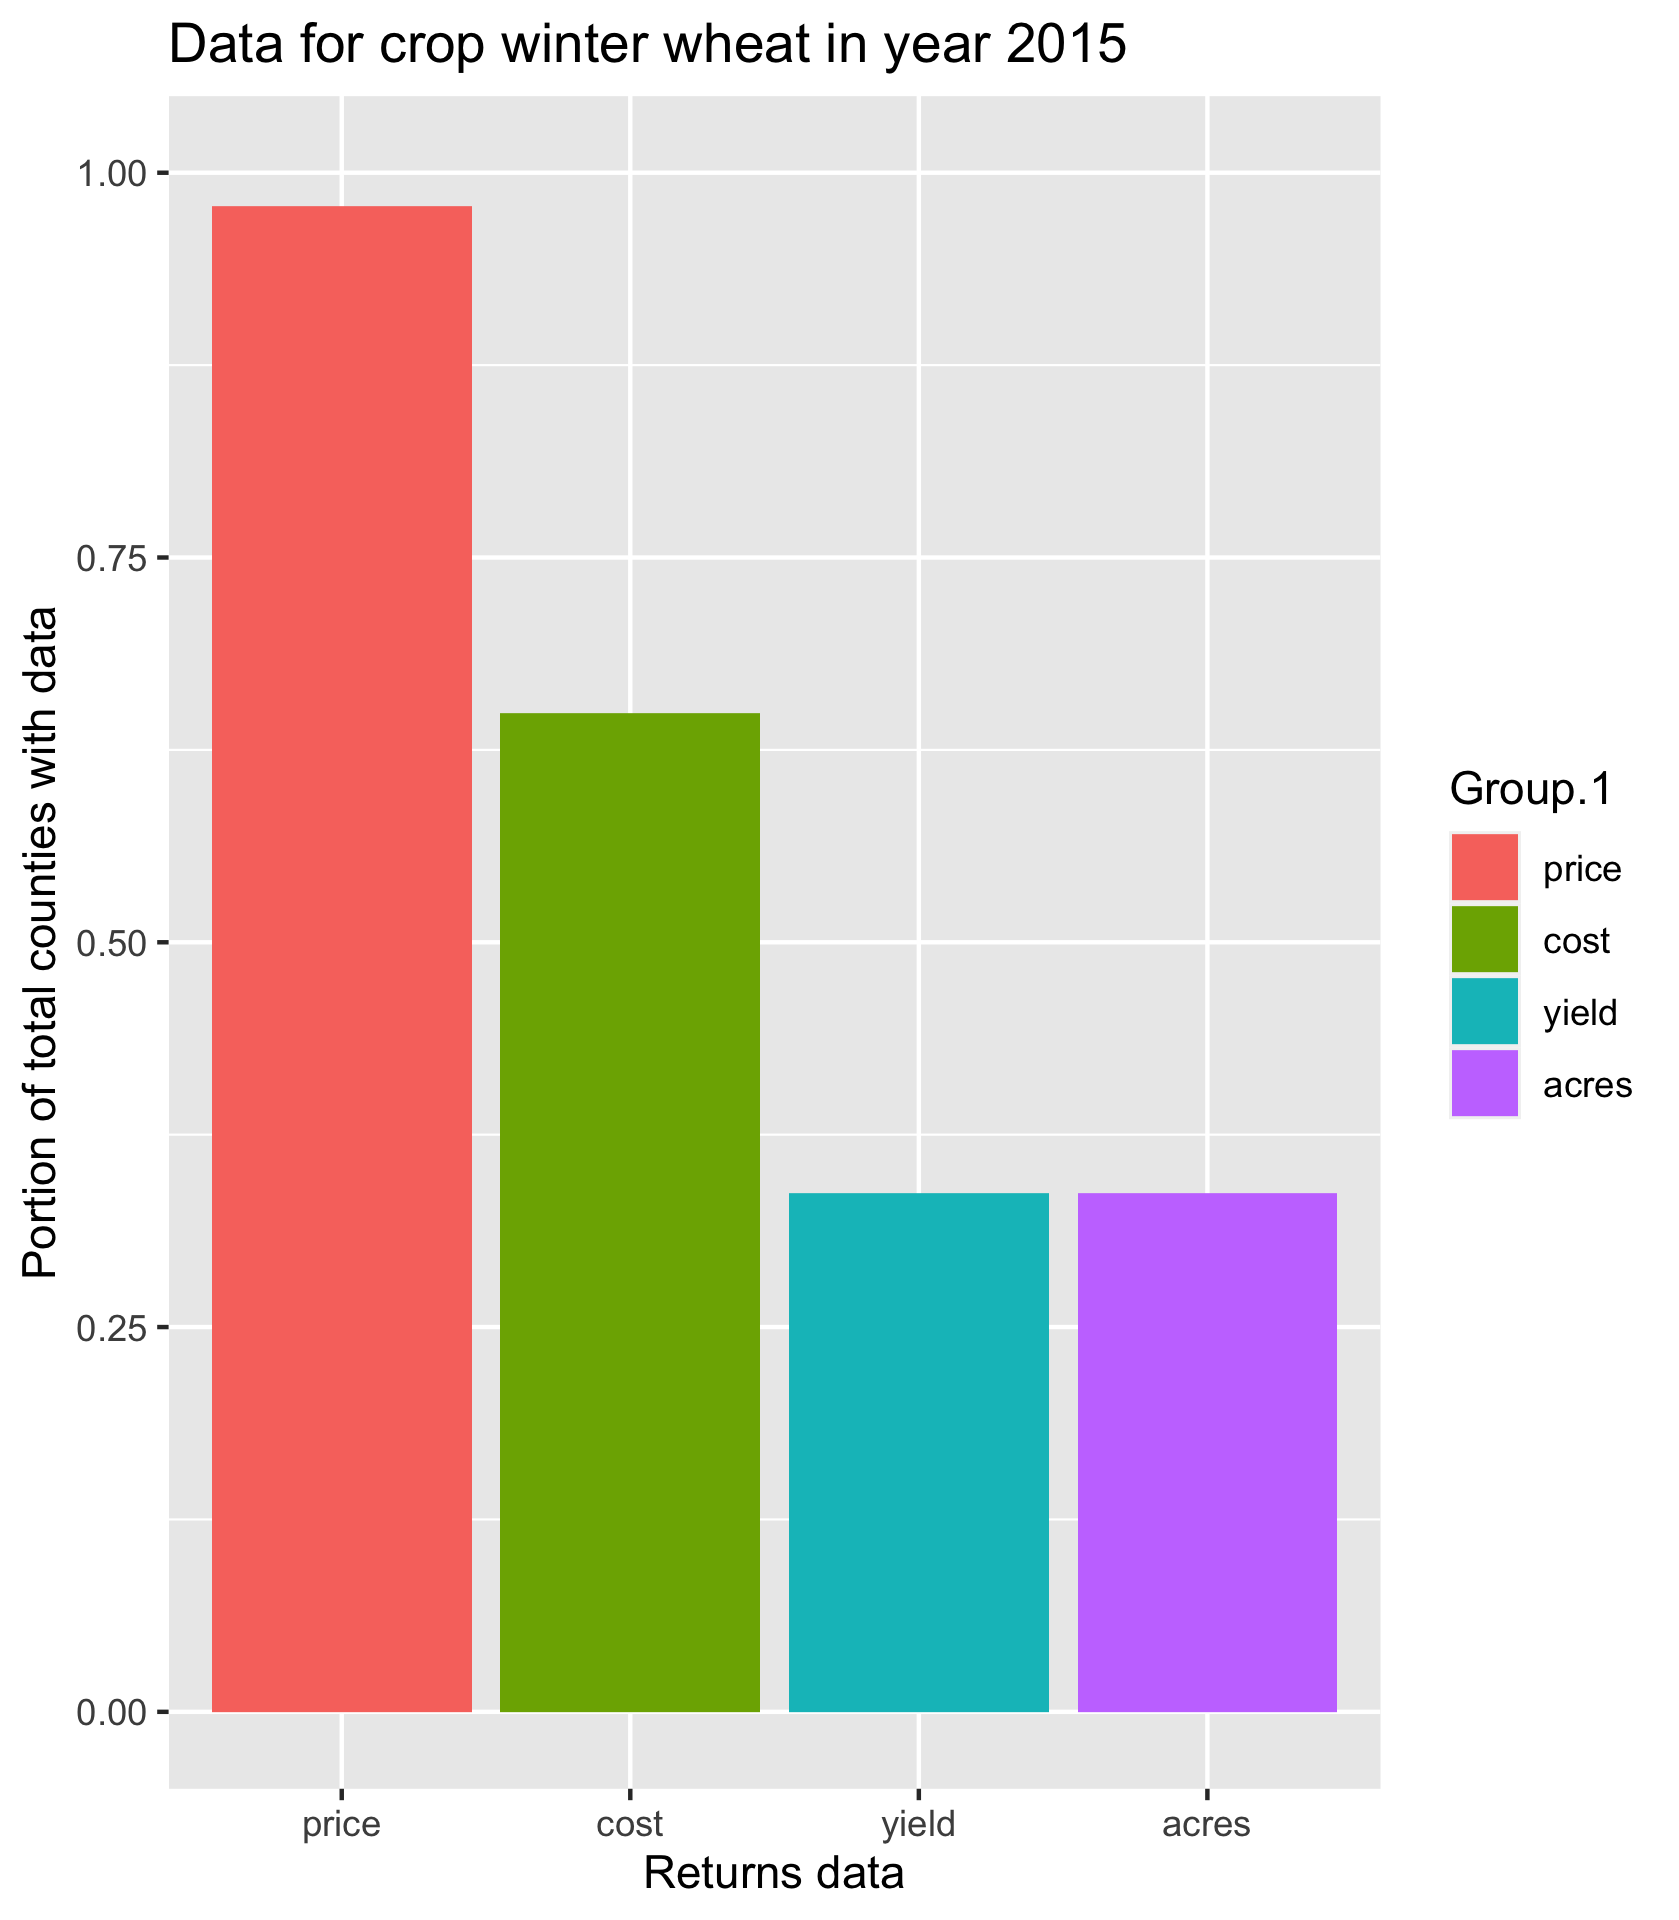 Data for crop winter wheat in year 2015
Portion of total counties with data
1.00
0.75
0.50
0.25
0.00
price
cost
yield
acres
Returns data
Group.1
price
cost
yield
acres